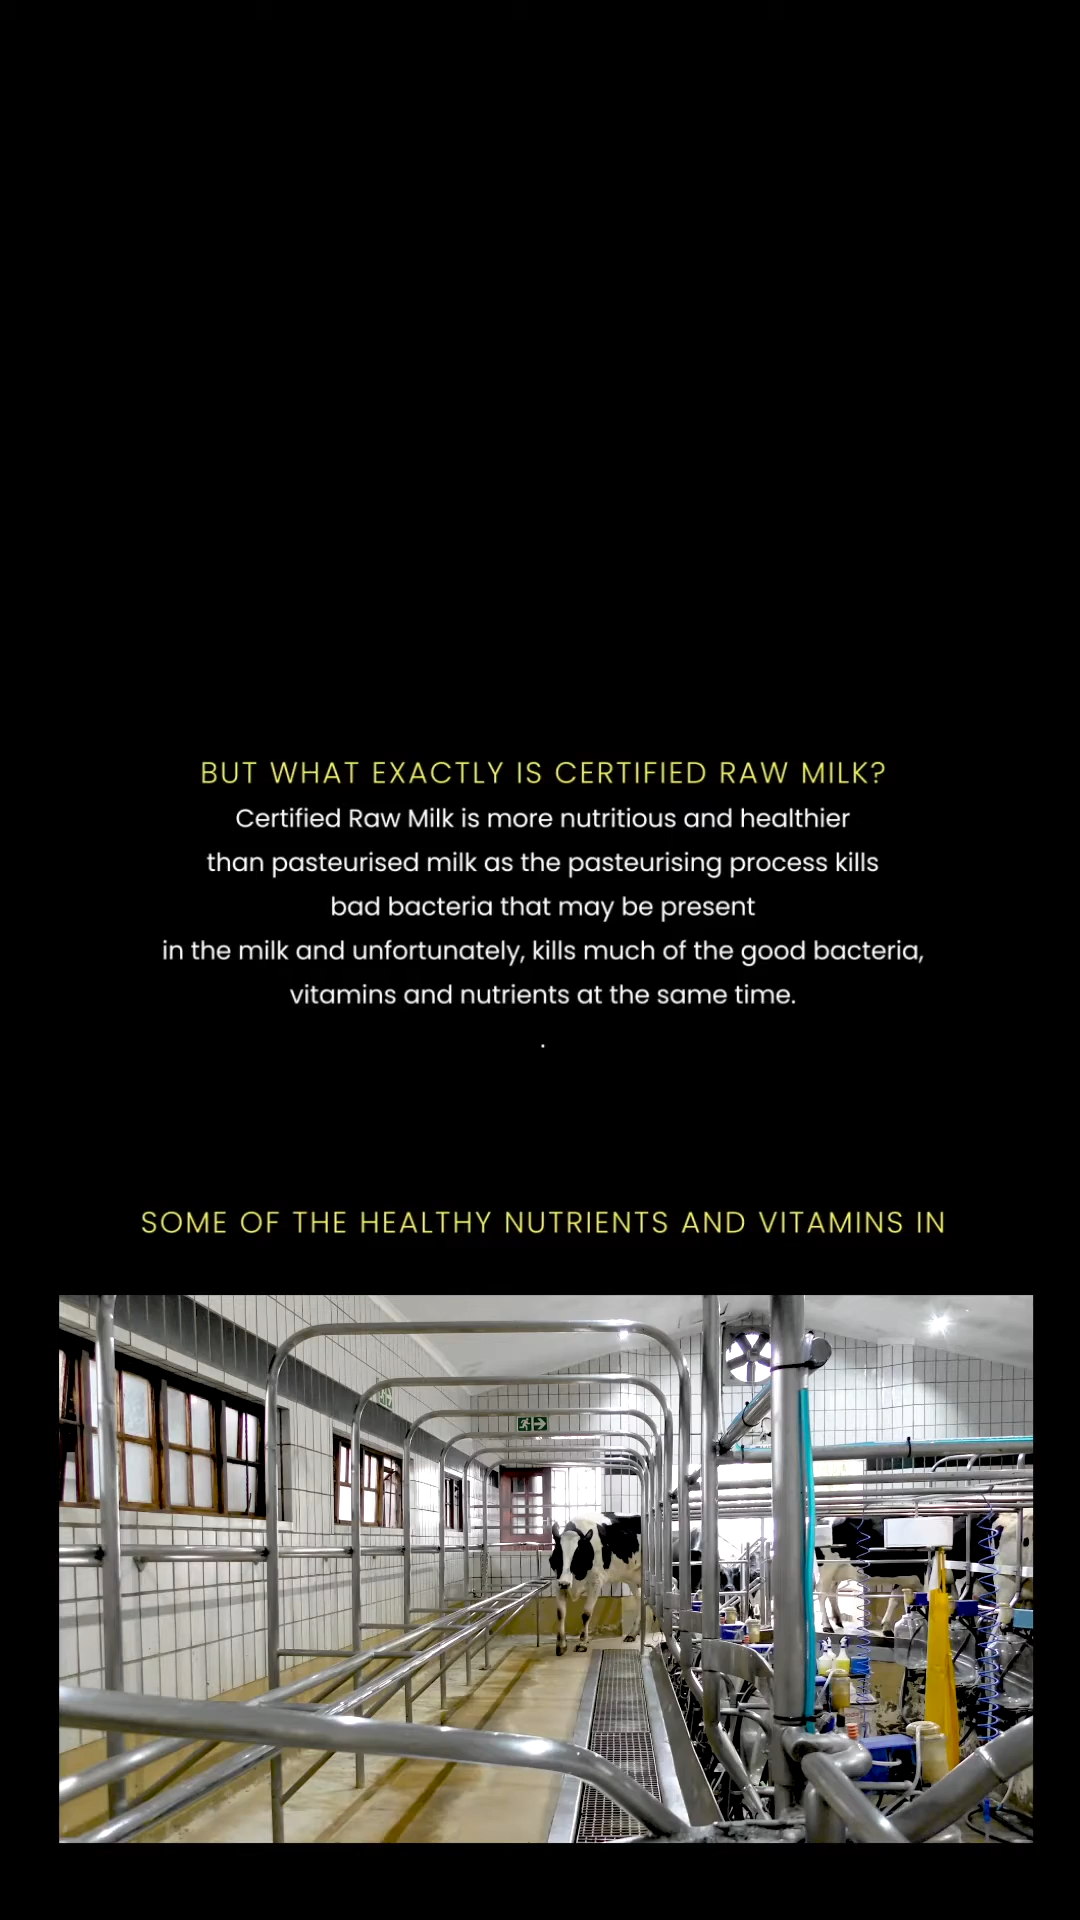 BUT WHAT EXACTLY IS CERTIFIED RAW MILK?
Certified Raw Milk is more nutritious and healthier
than pasteurised milk as the pasteurising process kills
bad bacteria that may be present
in the milk and unfortunately, kills much of the good bacteria,
vitamins and nutrients at the same time.
.
SOME OF THE HEALTHY NUTRIENTS AND VITAMINS IN